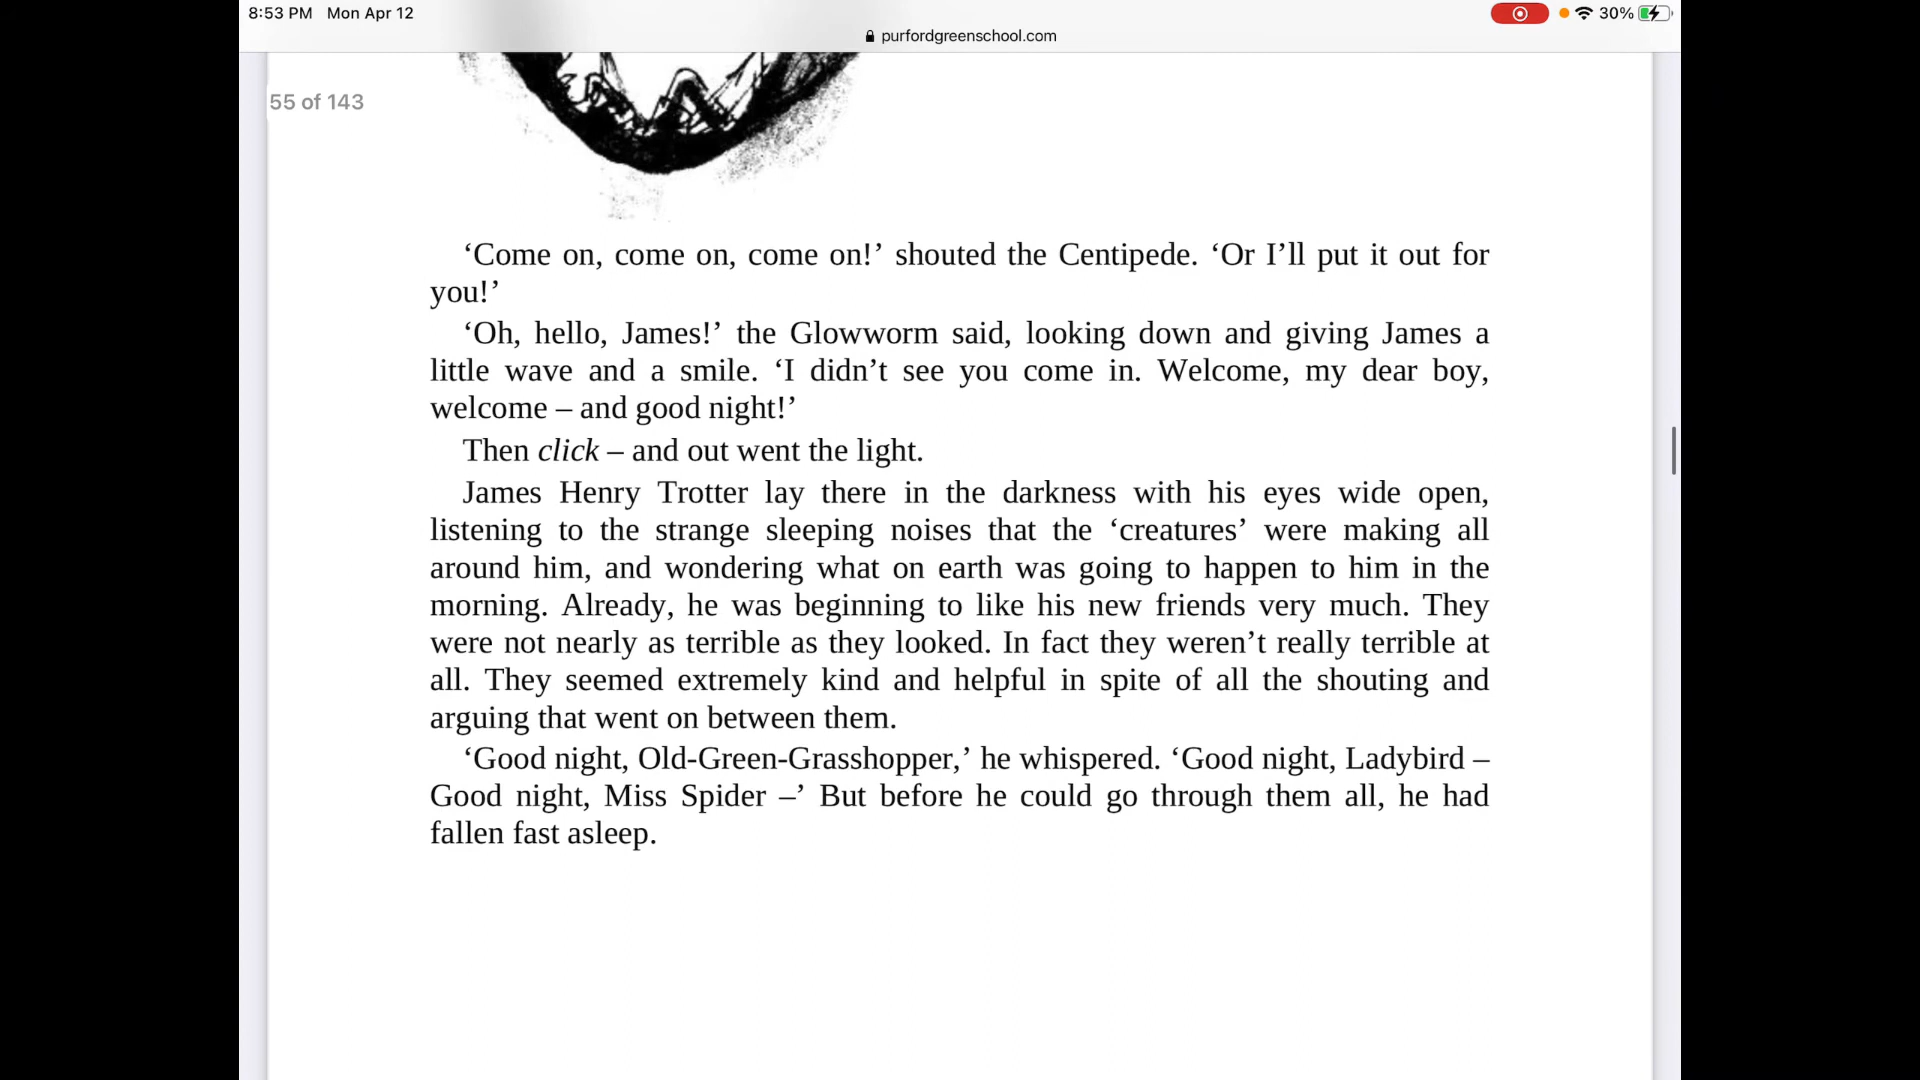 8:53 PM Mon Apr 12
30%
purfordgreenschool.com
55 of 143
‘Come on, come on, come on!’ shouted the Centipede. ‘Or I’ll put it out for
you!’
‘Oh, hello, James!’ the Glowworm said, looking down and giving James a
little wave and a smile. ‘I didn’t see you come in. Welcome, my dear boy,
welcome – and good night!’
Then click – and out went the light.
James Henry Trotter lay there in the darkness with his eyes wide open,
listening to the strange sleeping noises that the ‘creatures’ were making all
around him, and wondering what on earth was going to happen to him in the
morning. Already, he was beginning to like his new friends very much. They
were not nearly as terrible as they looked. In fact they weren’t really terrible at
all. They seemed extremely kind and helpful in spite of all the shouting and
arguing that went on between them.
‘Good night, Old-Green-Grasshopper,’ he whispered. ‘Good night, Ladybird –
Good night, Miss Spider –’ But before he could go through them all, he had
fallen fast asleep.